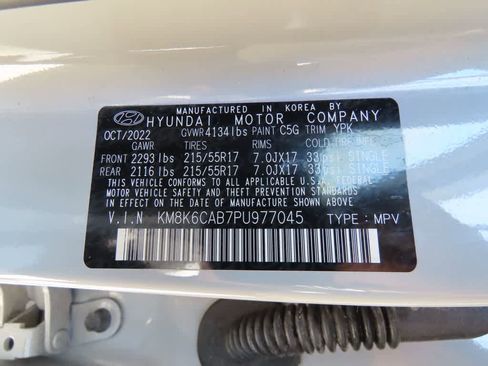 MANUFACTURED IN KOREA BY
HYUNDAI MOTOR COMPANY
OCT/2022 GVWR 4134 lbs PAINT C5G TRIM YPK
GAWR TIRES RIMS COLD TIRE INFL
FRONT 2293 lbs 215/55R17 7.0JX17 33 psi SINGLE
REAR 2116 lbs 215/55R17 7.0JX17 33 psi SINGLE
THIS VEHICLE CONFORMS TO ALL APPLICABLE U.S.A. FEDERAL
MOTOR VEHICLE SAFETY AND THEFT PREVENTION STANDARDS
IN EFFECT ON THE DATE OF MANUFACTURE SHOWN ABOVE.
V.I.N KM8K6CAB7PU977045 TYPE : MPV